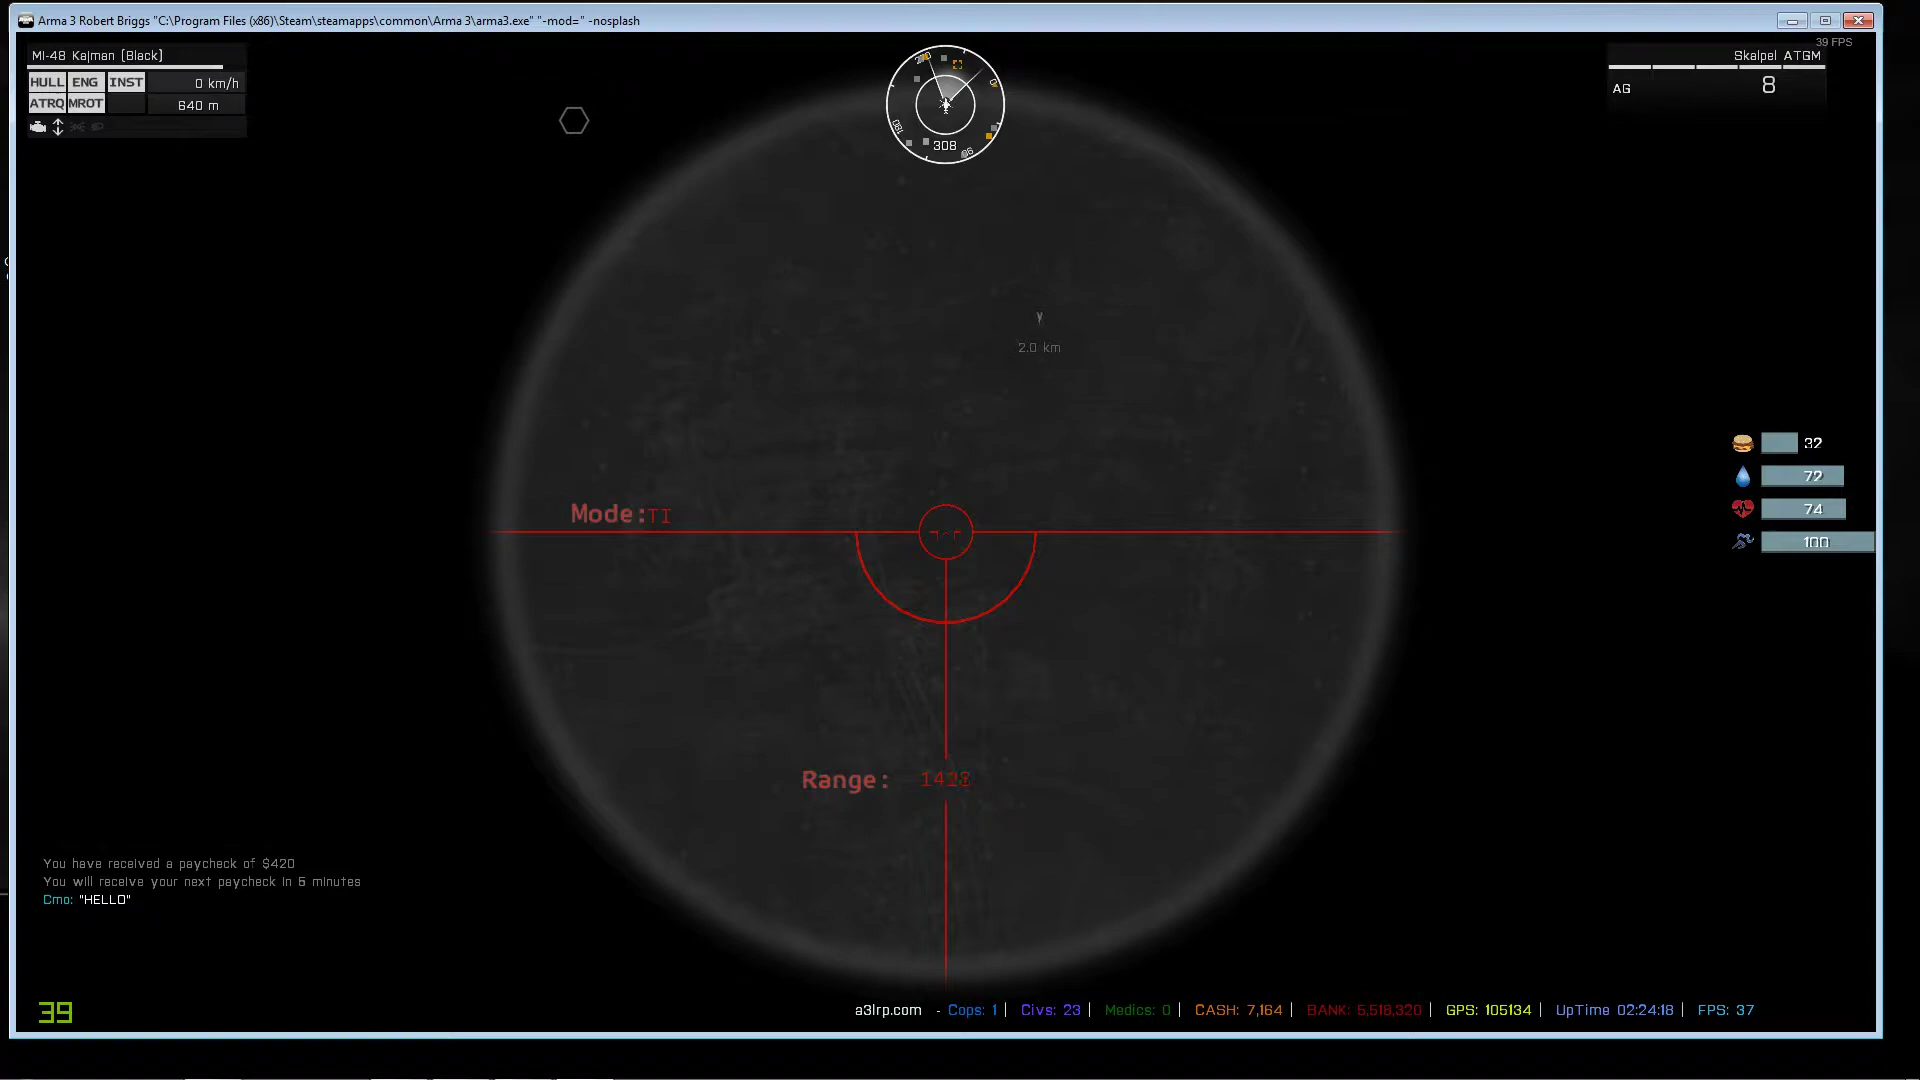 Arma 3 Robert Briggs "C:\Program Files (x86)\Steam\steamapps\common\Arma 3\arma3.exe" "-mod=" -nosplash
39 FPS
Mi-48 Kajman (Black)
HULL ENG INST 0 km/h
ATRQ MROT 640 m
308
180
Skalpel ATGM
AG 8
2.0 km
32
72
74
100
Mode:TI
Range: 1428
You have received a paycheck of $420
You will receive your next paycheck in 5 minutes
Cmo: "HELLO"
39
a3lrp.com - Cops: 1 | Civs: 23 | Medics: 0 | CASH: 7,164 | BANK: 5,518,320 | GPS: 105134 | UpTime 02:24:18 | FPS: 37